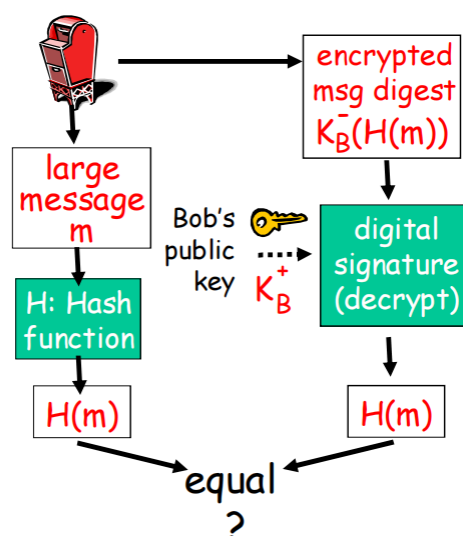 encrypted
msg digest
K_B^-(H(m))
large
message
m
Bob's
public
key
K_B^+
digital
signature
(decrypt)
H: Hash
function
H(m)
H(m)
equal
?